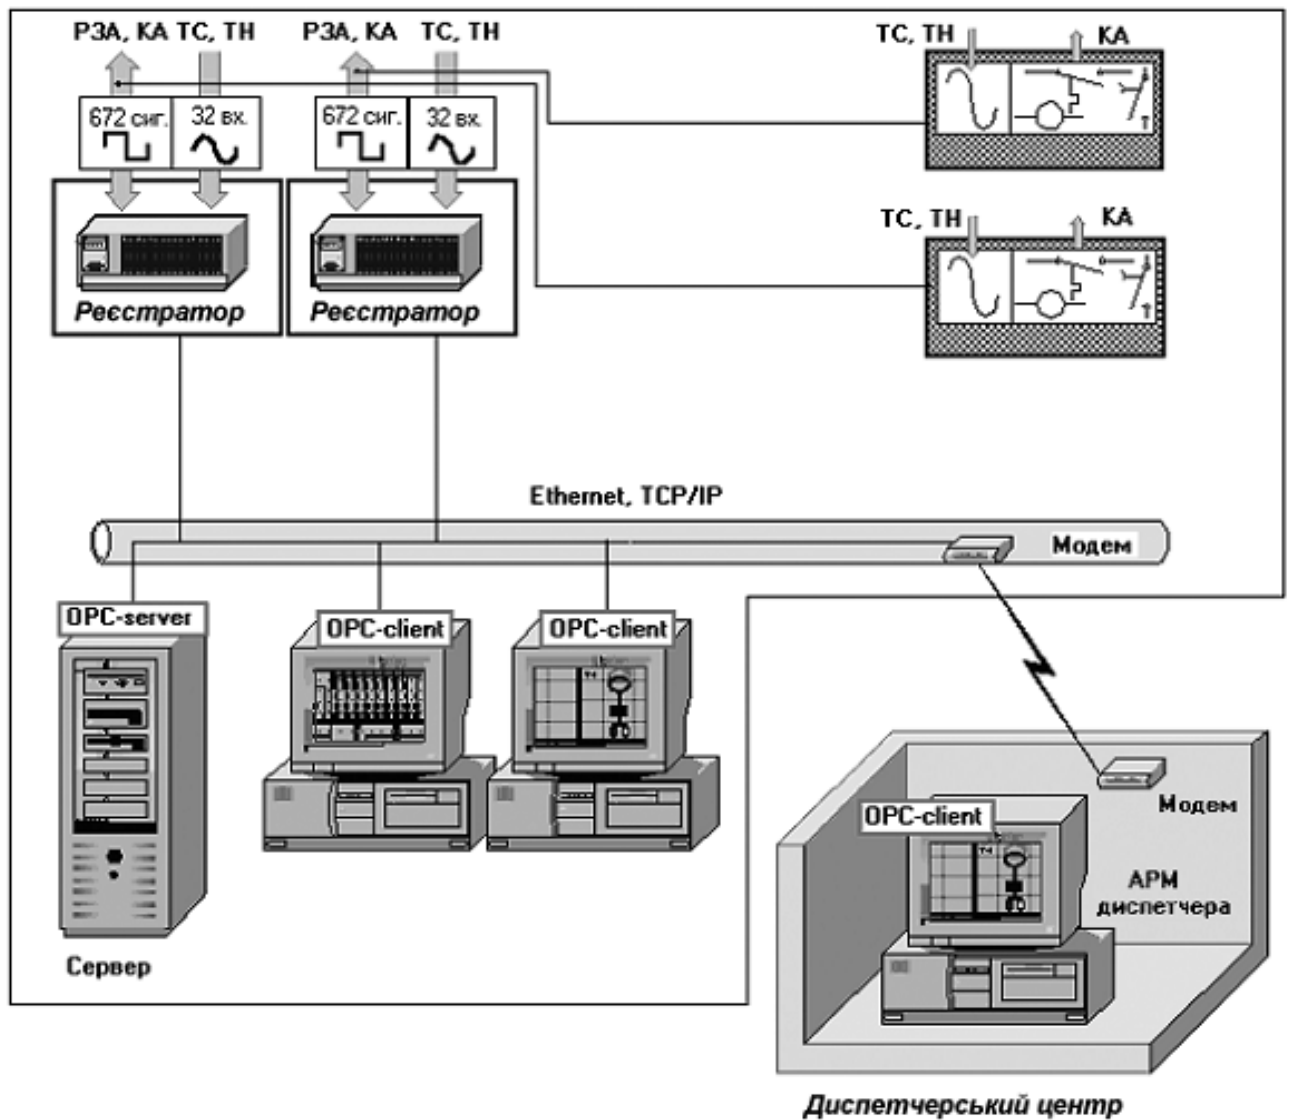 РЗА, КА ТС, ТН
РЗА, КА ТС, ТН
ТС, ТН КА
672 сиг. 32 вх.
672 сиг. 32 вх.
ТС, ТН КА
Реєстратор
Реєстратор
Ethernet, TCP/IP
Модем
OPC-server
OPC-client
OPC-client
Сервер
Модем
OPC-client
АРМ
диспетчера
Диспетчерський центр